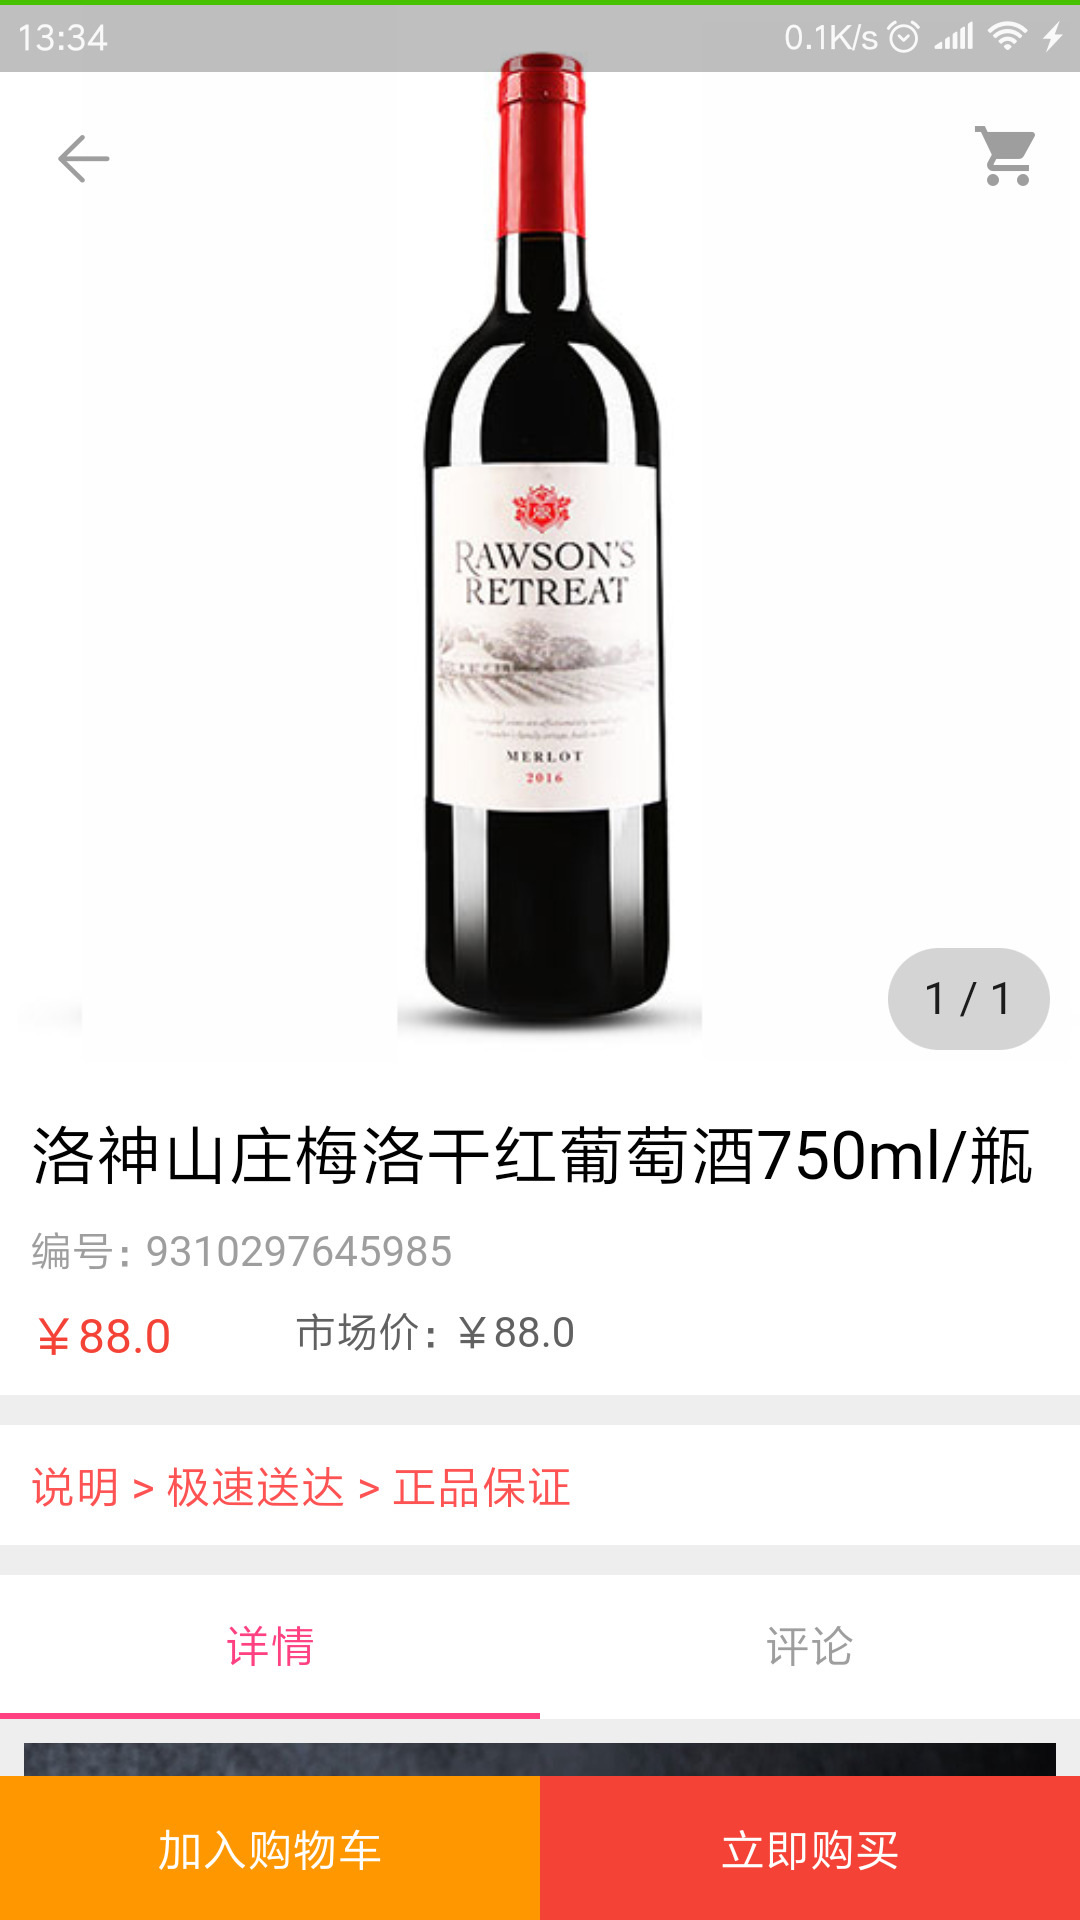 13:34
0.1K/s
RAWSON'S
RETREAT
MERLOT
2016
1 / 1
洛神山庄梅洛干红葡萄酒750ml/瓶
编号：9310297645985
￥88.0 市场价：￥88.0
说明 > 极速送达 > 正品保证
详情 评论
加入购物车 立即购买